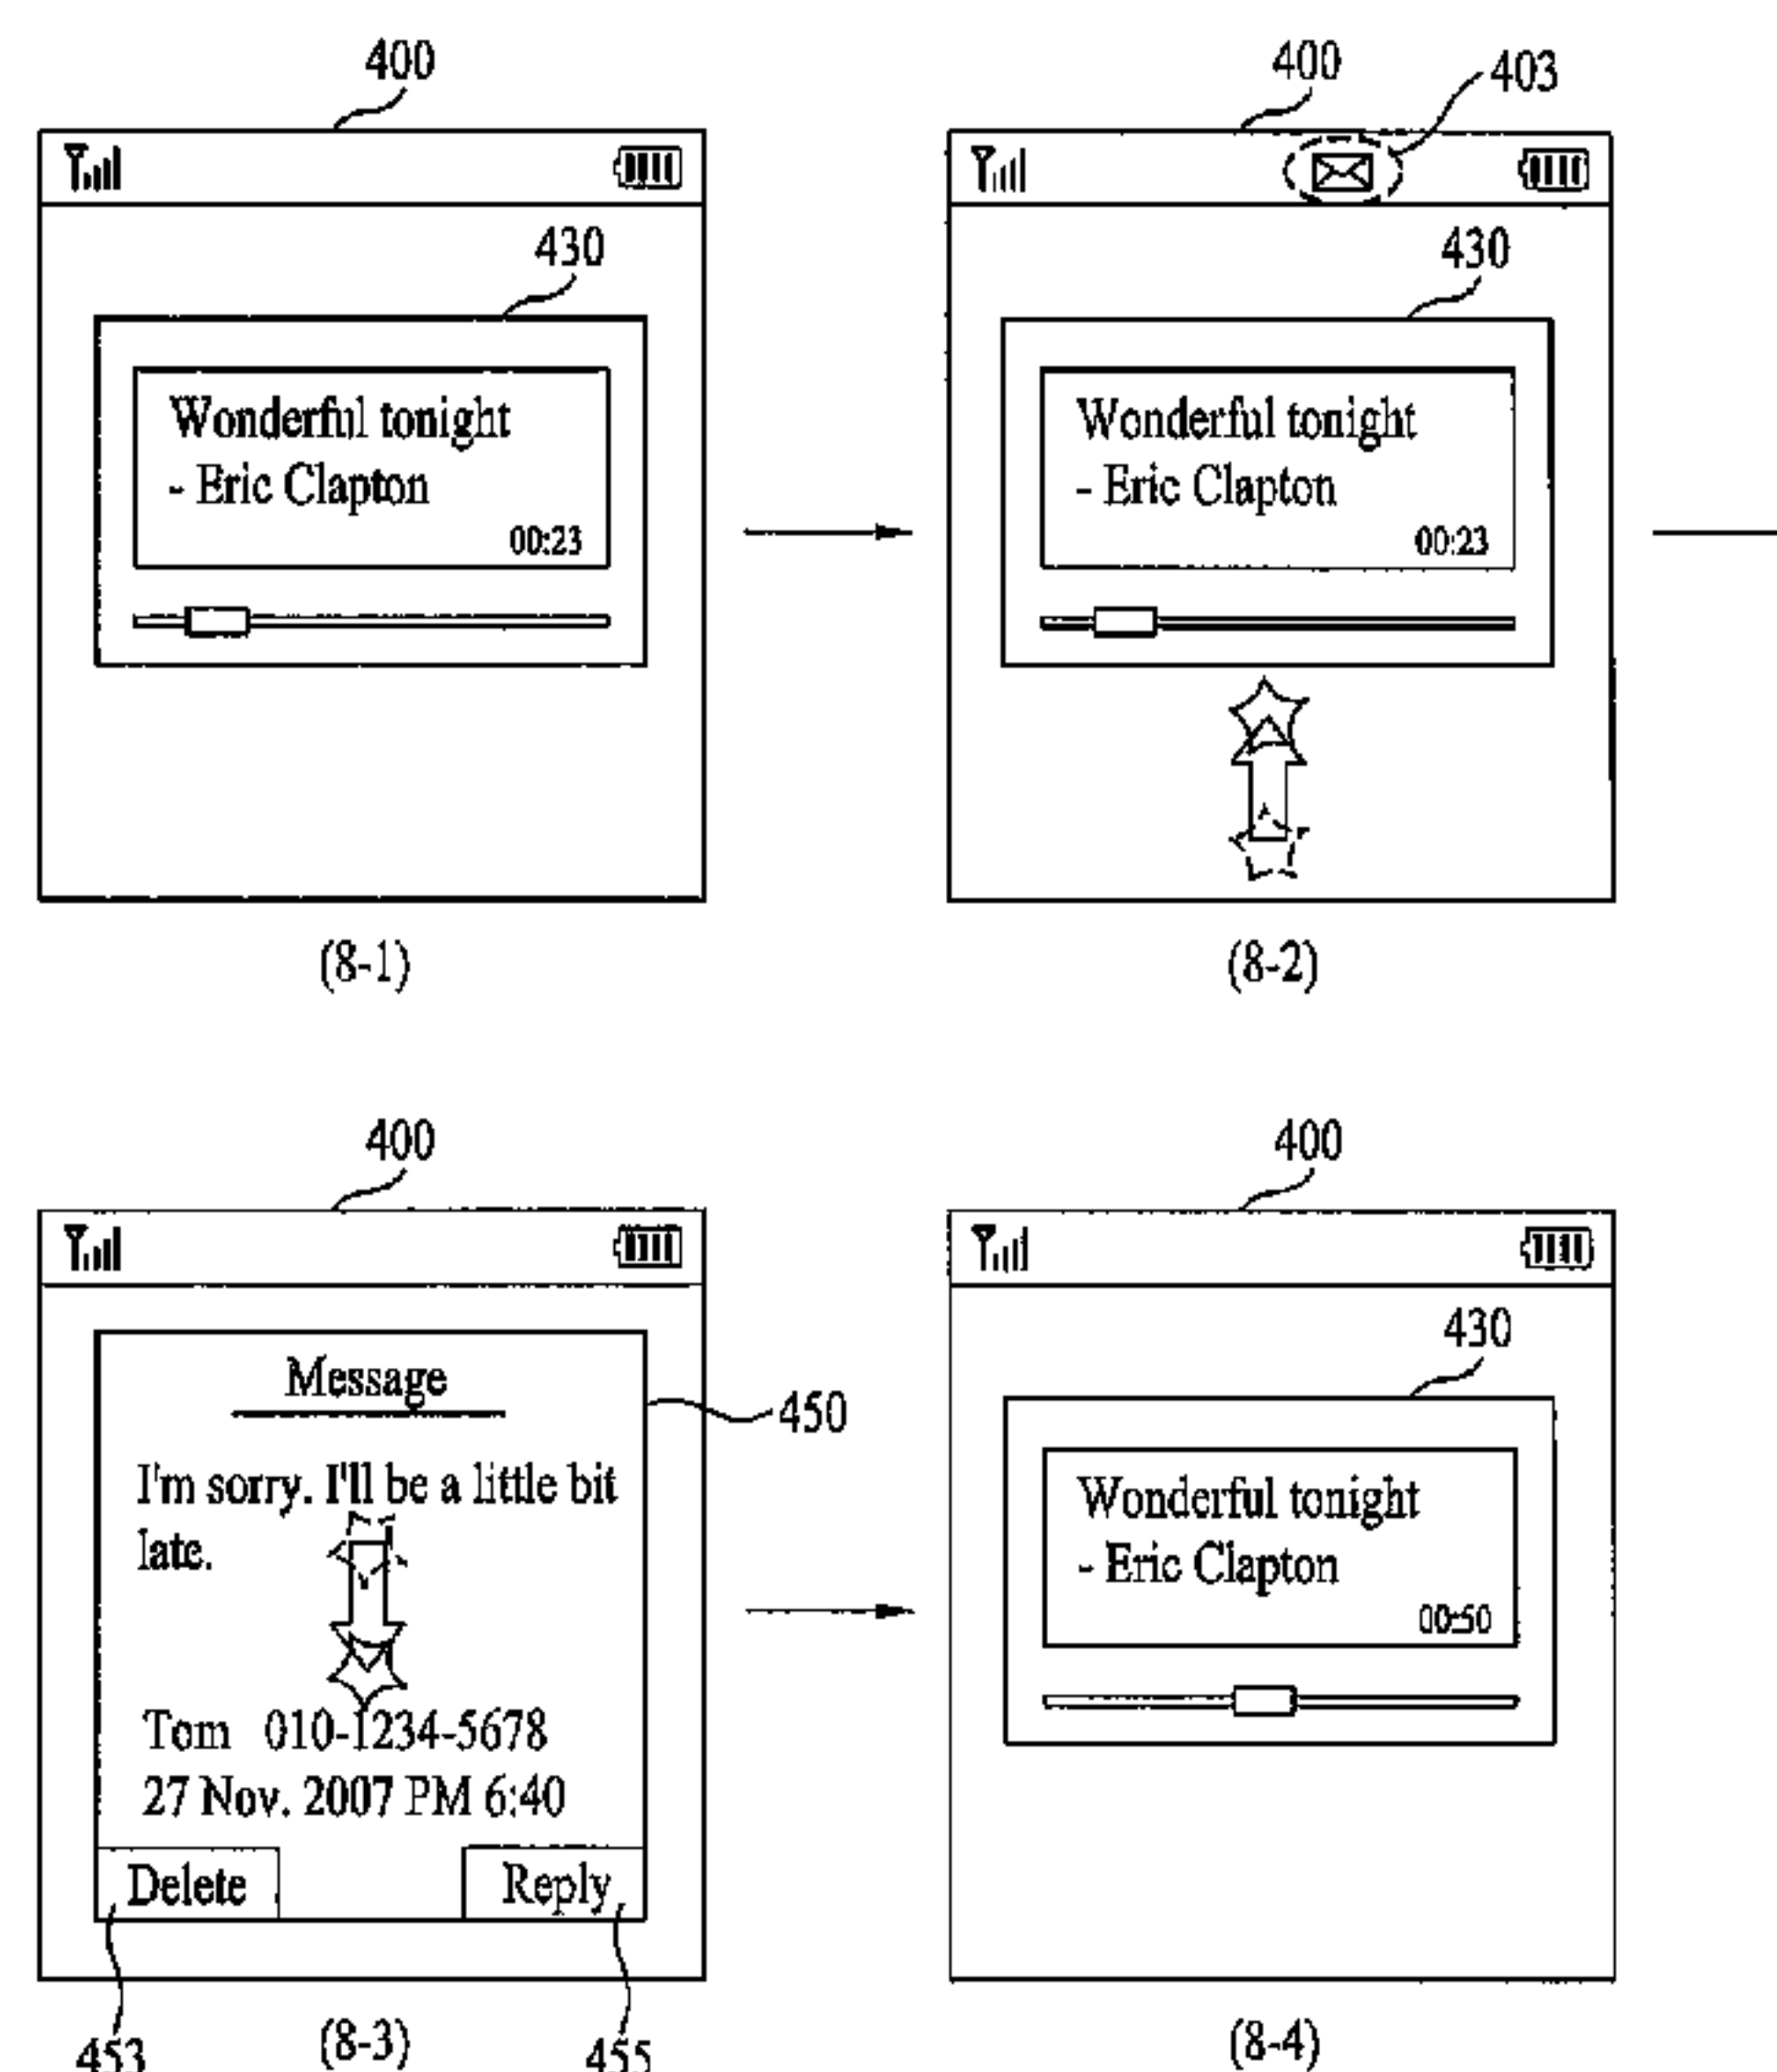 400
400
403
430
430
Wonderful tonight
- Eric Clapton
00:23
Wonderful tonight
- Eric Clapton
00:23
(8-1)
(8-2)
400
400
430
Message
450
I'm sorry. I'll be a little bit
late.
Tom 010-1234-5678
27 Nov. 2007 PM 6:40
Delete
Reply
Wonderful tonight
- Eric Clapton
00:50
453
(8-3)
455
(8-4)